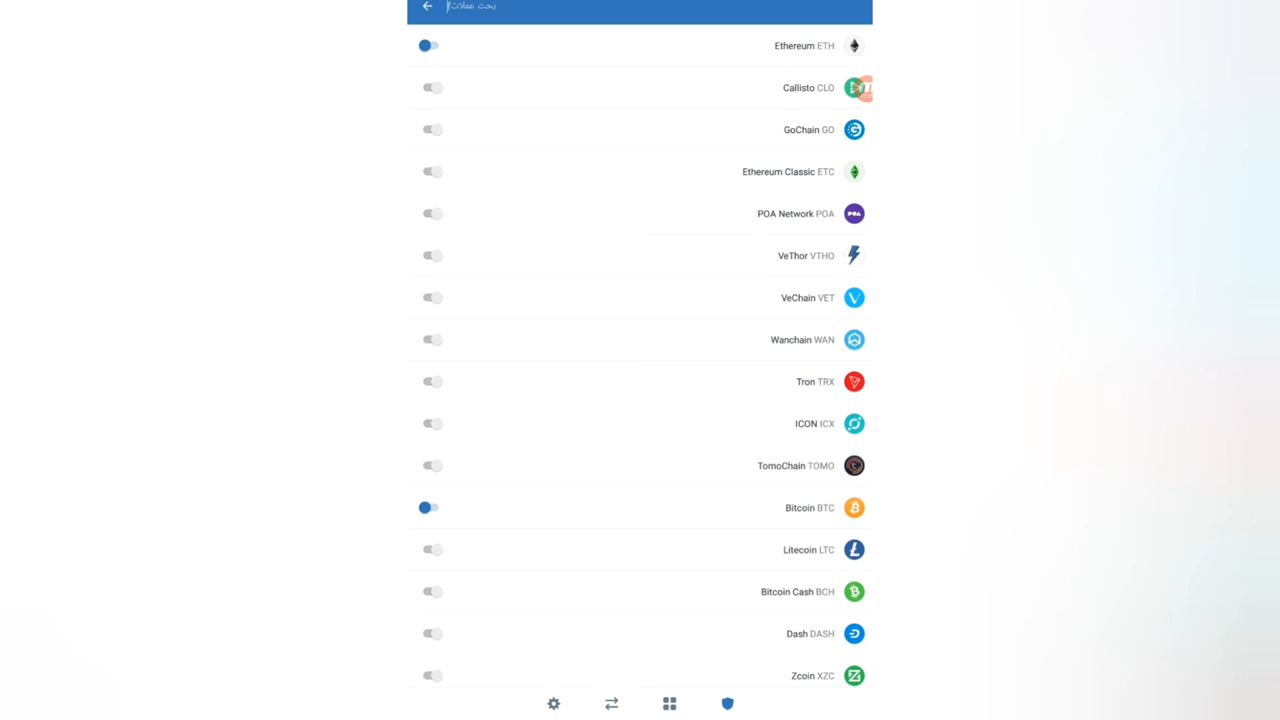 بحث عملات
Ethereum ETH
Callisto CLO
GoChain GO
Ethereum Classic ETC
POA Network POA
VeThor VTHO
VeChain VET
Wanchain WAN
Tron TRX
ICON ICX
TomoChain TOMO
Bitcoin BTC
Litecoin LTC
Bitcoin Cash BCH
Dash DASH
Zcoin XZC